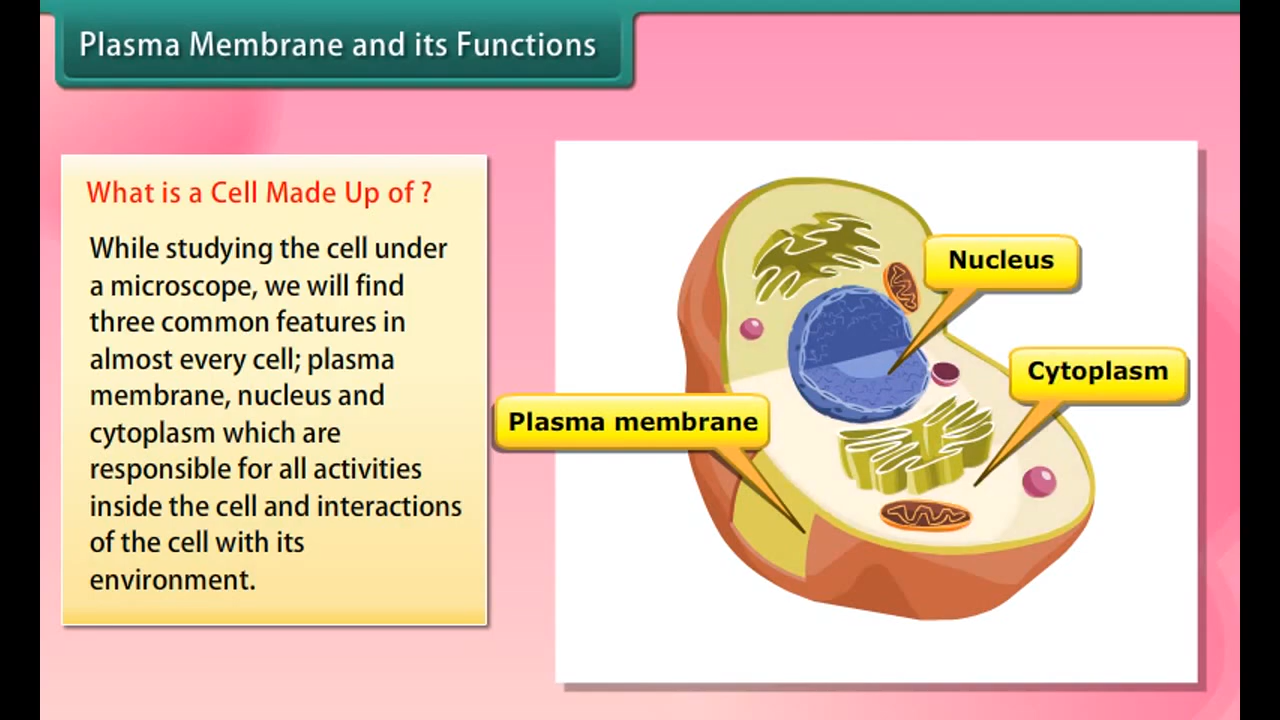 Plasma Membrane and its Functions
What is a Cell Made Up of ?
While studying the cell under
a microscope, we will find
three common features in
almost every cell; plasma
membrane, nucleus and
cytoplasm which are
responsible for all activities
inside the cell and interactions
of the cell with its
environment.
Nucleus
Cytoplasm
Plasma membrane